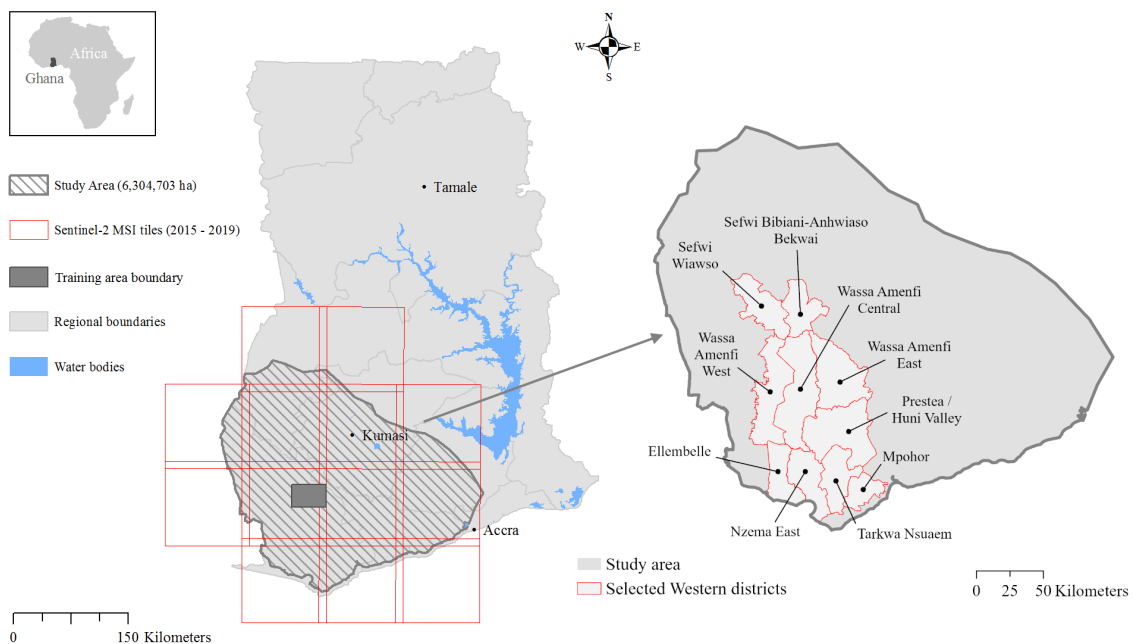 Africa
Ghana
N
W
E
S
Tamale
Study Area (6,304,703 ha)
Sentinel-2 MSI tiles (2015 - 2019)
Training area boundary
Regional boundaries
Water bodies
Kumasi
Accra
0
150 Kilometers
Sefwi Bibiani-Anhwiaso
Bekwai
Sefwi
Wiawso
Wassa Amenfi
Central
Wassa
Amenfi
West
Wassa Amenfi
East
Prestea /
Huni Valley
Ellembelle
Mpohor
Nzema East
Tarkwa Nsuaem
Study area
Selected Western districts
0 25 50
Kilometers